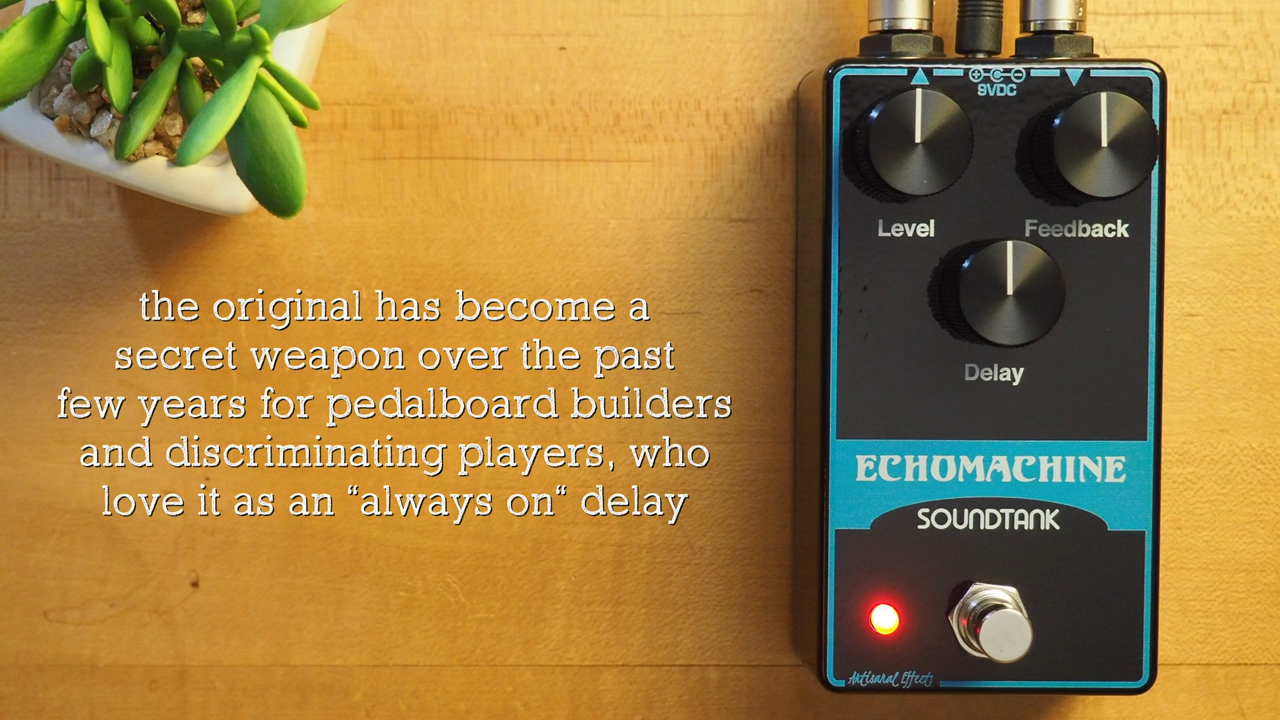 the original has become a
secret weapon over the past
few years for pedalboard builders
and discriminating players, who
love it as an “always on“ delay
9VDC
Level
Feedback
Delay
ECHOMACHINE
SOUNDTANK
Artisanal Effects